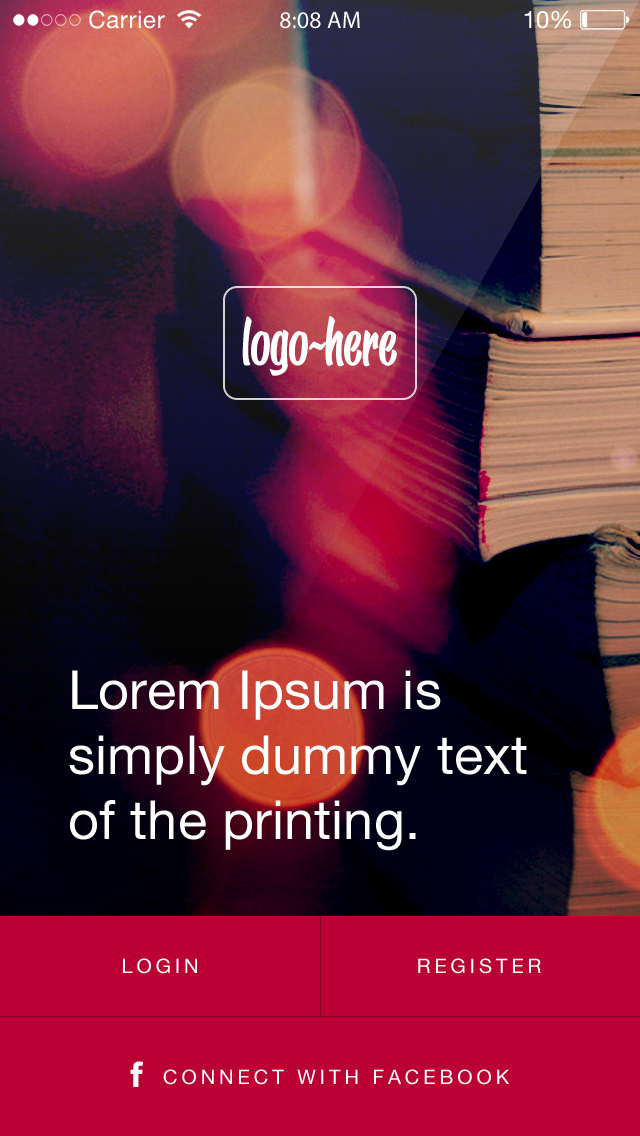 Carrier 8:08 AM 10%
logo~here
Lorem Ipsum is
simply dummy text
of the printing.
LOGIN REGISTER
f CONNECT WITH FACEBOOK